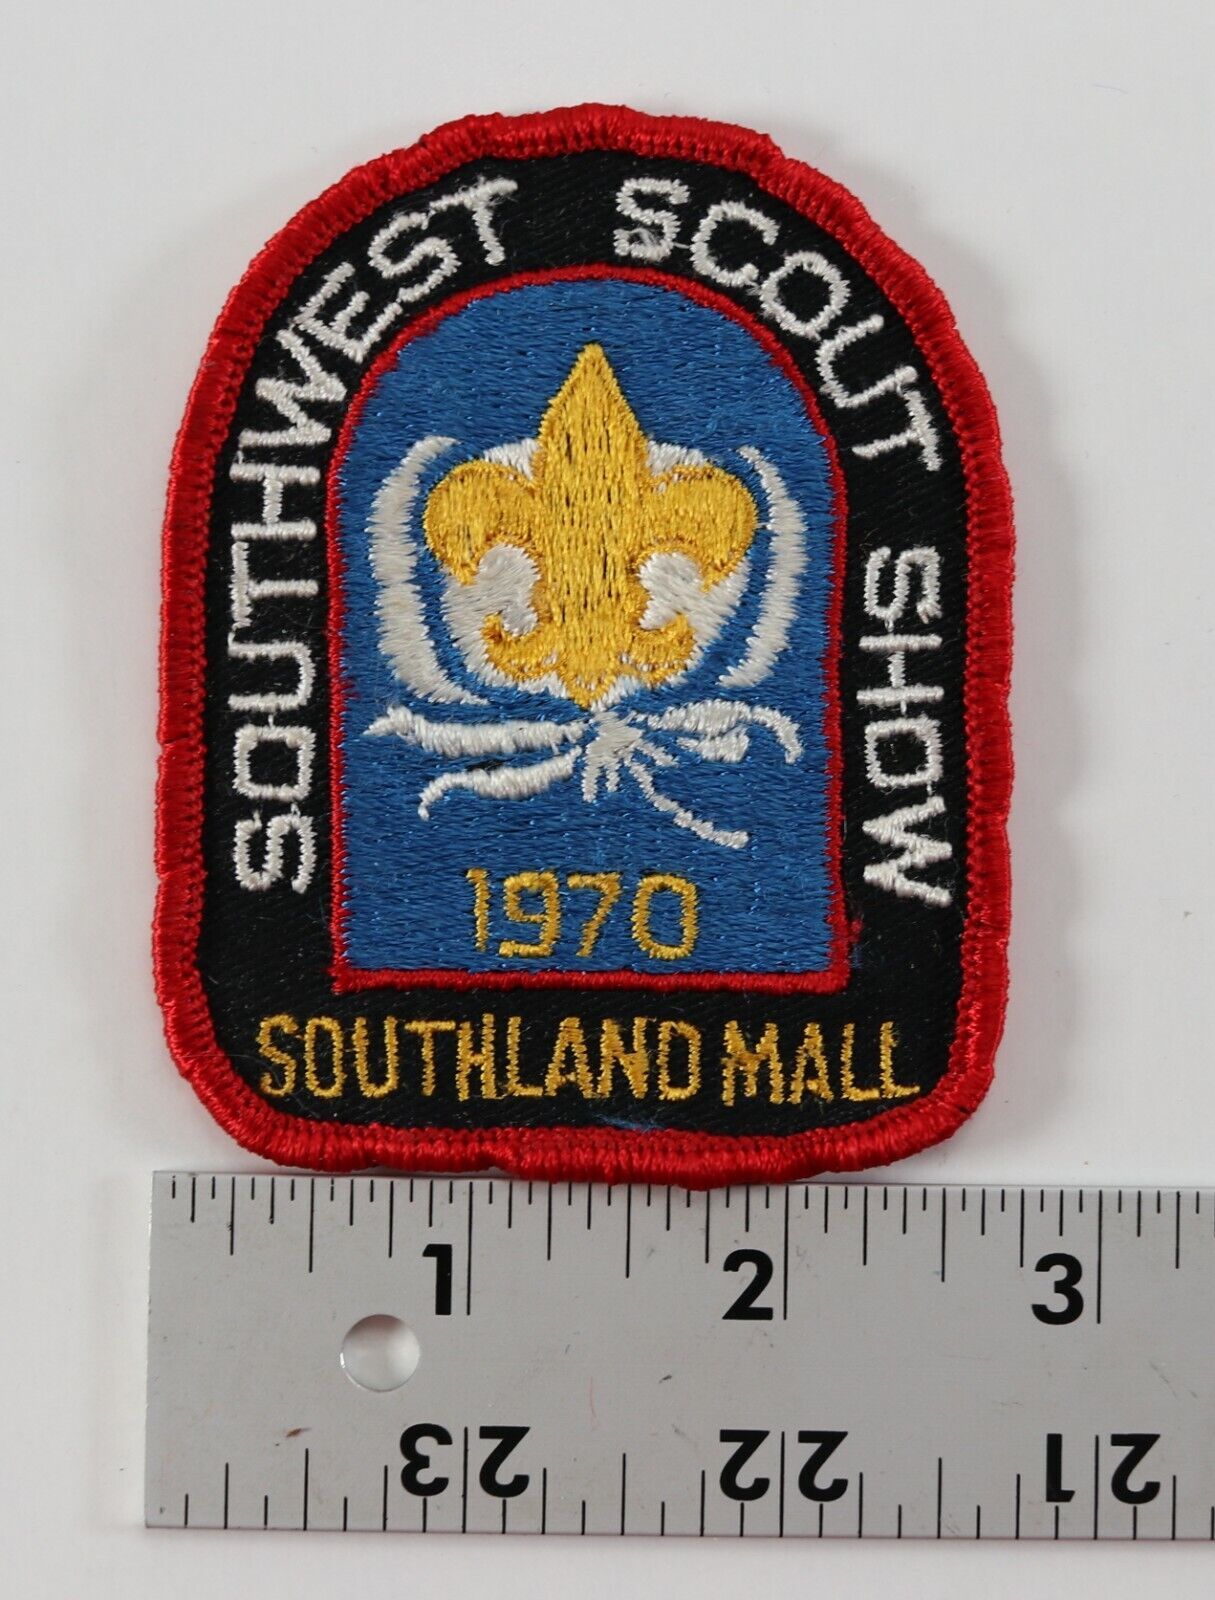 SOUTHWEST SCOUT SHOW
1970
SOUTHLAND MALL
1 2 3
23 22 21